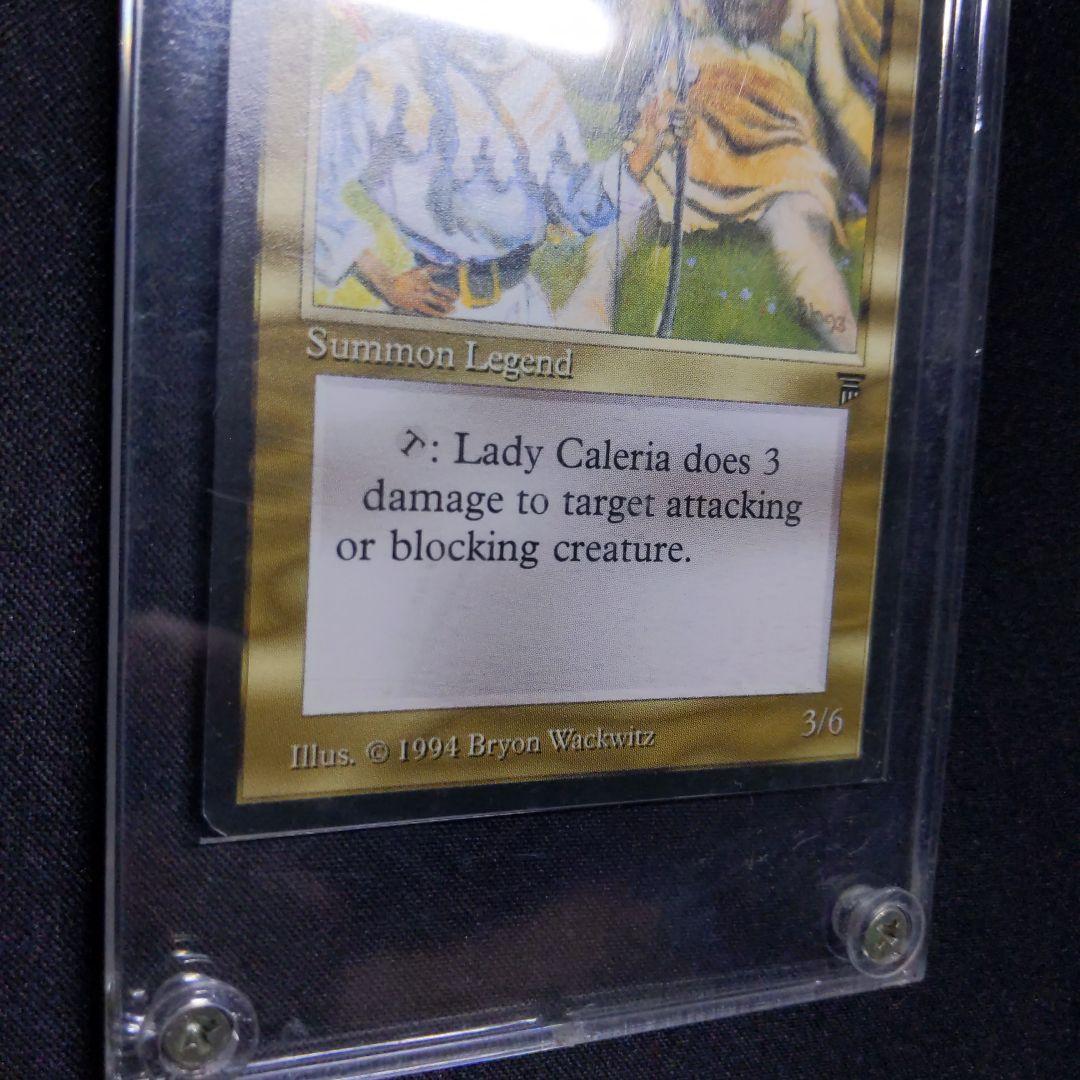 Summon Legend
T: Lady Caleria does 3
damage to target attacking
or blocking creature.
Illus. © 1994 Bryon Wackwitz
3/6